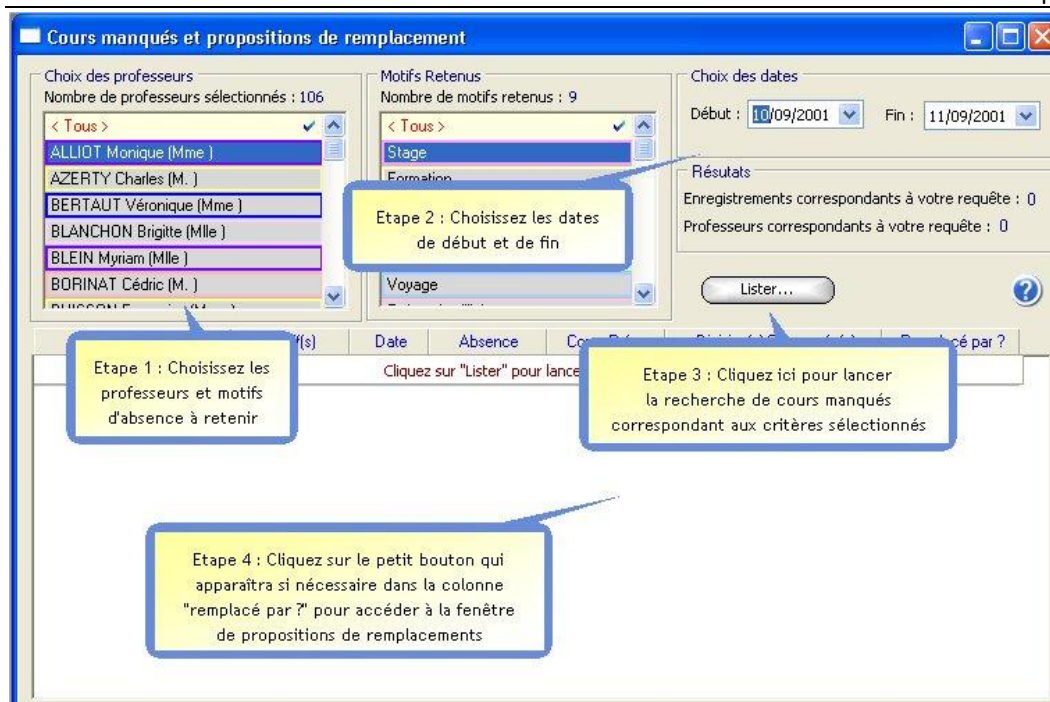 Cours manqués et propositions de remplacement
Choix des professeurs
Nombre de professeurs sélectionnés : 106
< Tous >
ALLIOT Monique (Mme )
AZERTY Charles (M. )
BERTAUT Véronique (Mme )
BLANCHON Brigitte (Mlle )
BLEIN Myriam (Mlle )
BORINAT Cédric (M. )
Motifs Retenus
Nombre de motifs retenus : 9
< Tous >
Stage
Formation
Voyage
Choix des dates
Début : 10/09/2001 Fin : 11/09/2001
Résutats
Enregistrements correspondants à votre requête : 0
Professeurs correspondants à votre requête : 0
Lister...
Etape 2 : Choisissez les dates
de début et de fin
Date Absence
Cliquez sur "Lister" pour
Etape 1 : Choisissez les
professeurs et motifs
d'absence à retenir
Etape 3 : Cliquez ici pour lancer
la recherche de cours manqués
correspondant aux critères sélectionnés
Etape 4 : Cliquez sur le petit bouton qui
apparaîtra si nécessaire dans la colonne
"remplacé par ?" pour accéder à la fenêtre
de propositions de remplacements